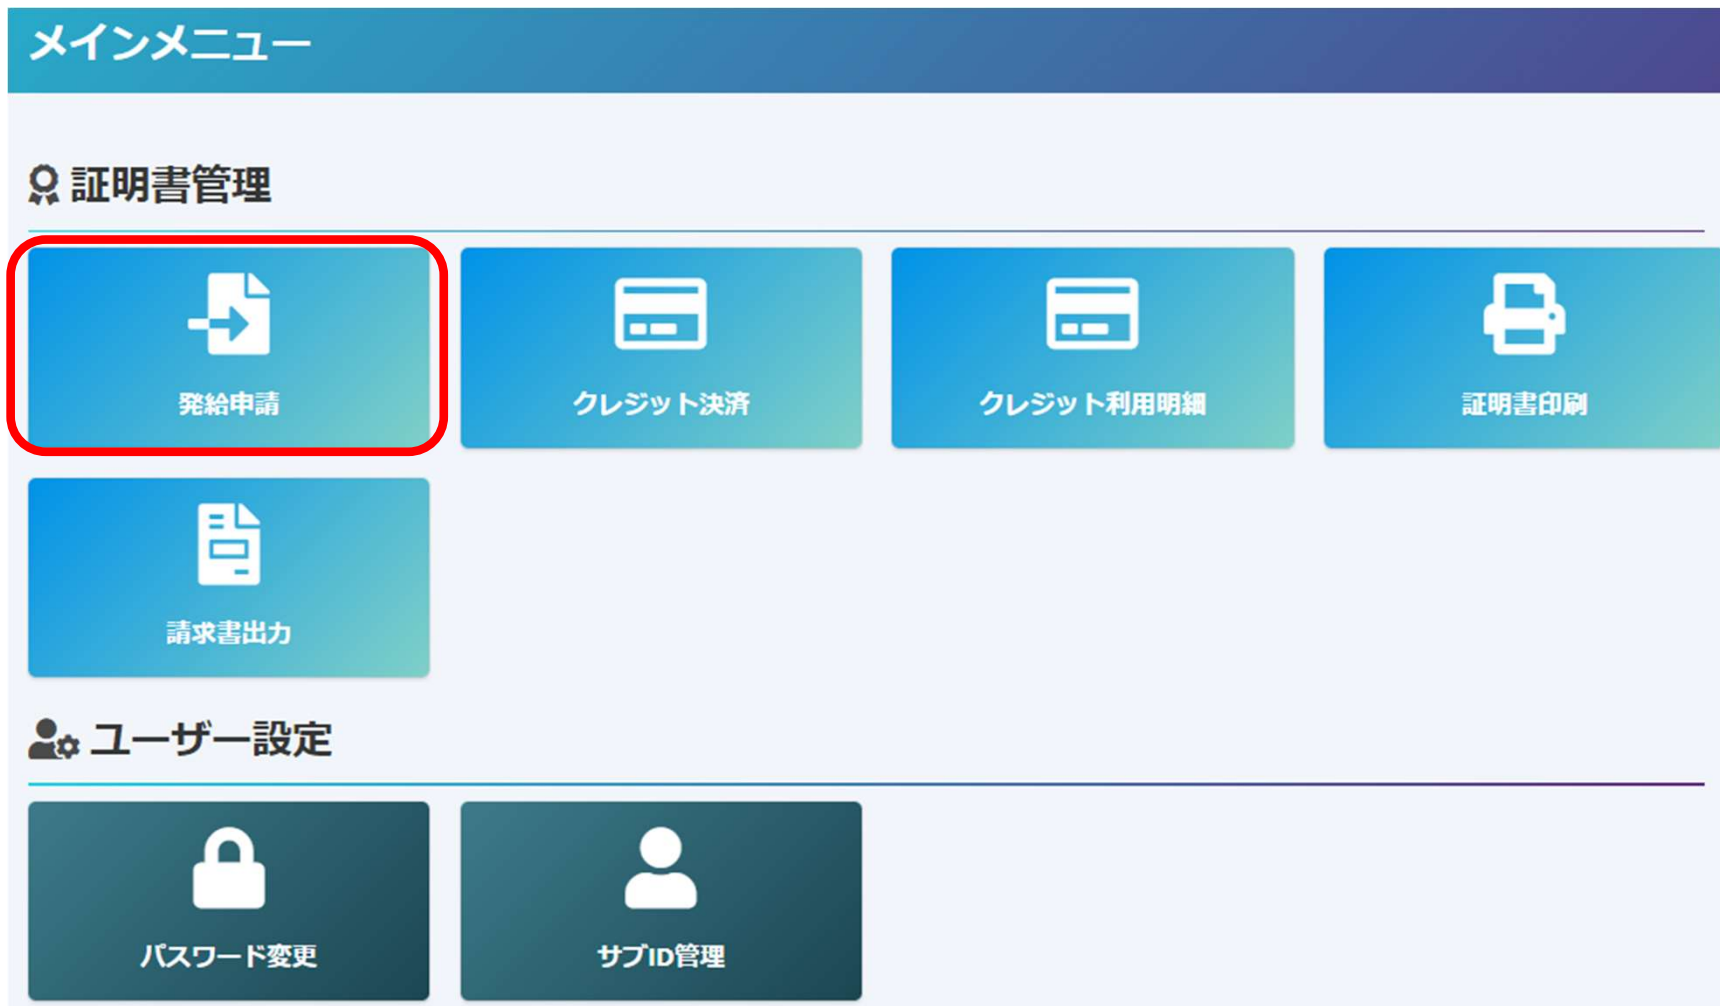 メインメニュー
証明書管理
発給申請
クレジット決済
クレジット利用明細
証明書印刷
請求書出力
ユーザー設定
パスワード変更
サブID管理